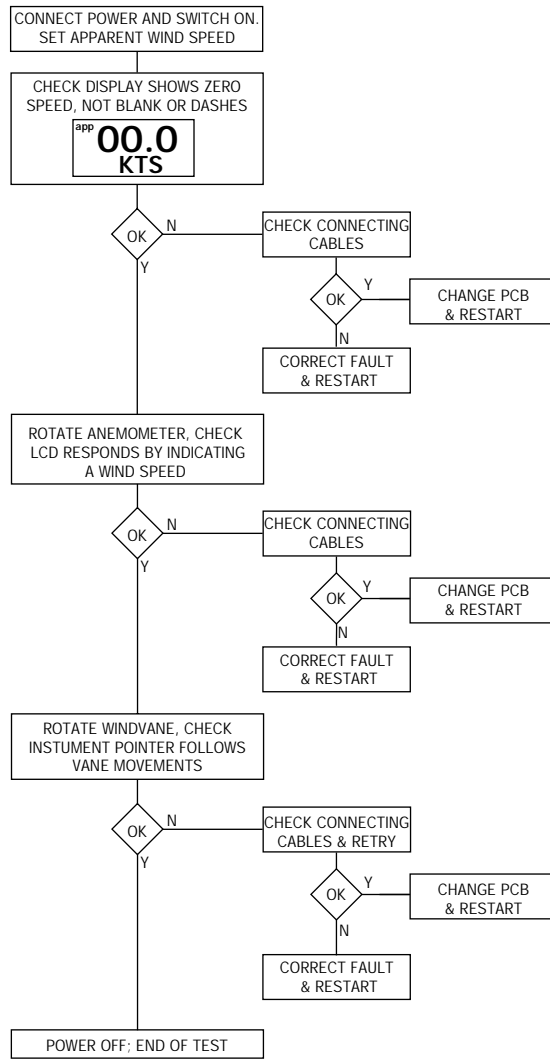 CONNECT POWER AND SWITCH ON.
SET APPARENT WIND SPEED
CHECK DISPLAY SHOWS ZERO
SPEED, NOT BLANK OR DASHES
app 00.0
KTS
OK
N
Y
CHECK CONNECTING
CABLES
OK
Y
N
CHANGE PCB
& RESTART
CORRECT FAULT
& RESTART
ROTATE ANEMOMETER, CHECK
LCD RESPONDS BY INDICATING
A WIND SPEED
OK
N
Y
CHECK CONNECTING
CABLES
OK
Y
N
CHANGE PCB
& RESTART
CORRECT FAULT
& RESTART
ROTATE WINDVANE, CHECK
INSTUMENT POINTER FOLLOWS
VANE MOVEMENTS
OK
N
Y
CHECK CONNECTING
CABLES & RETRY
OK
Y
N
CHANGE PCB
& RESTART
CORRECT FAULT
& RESTART
POWER OFF; END OF TEST